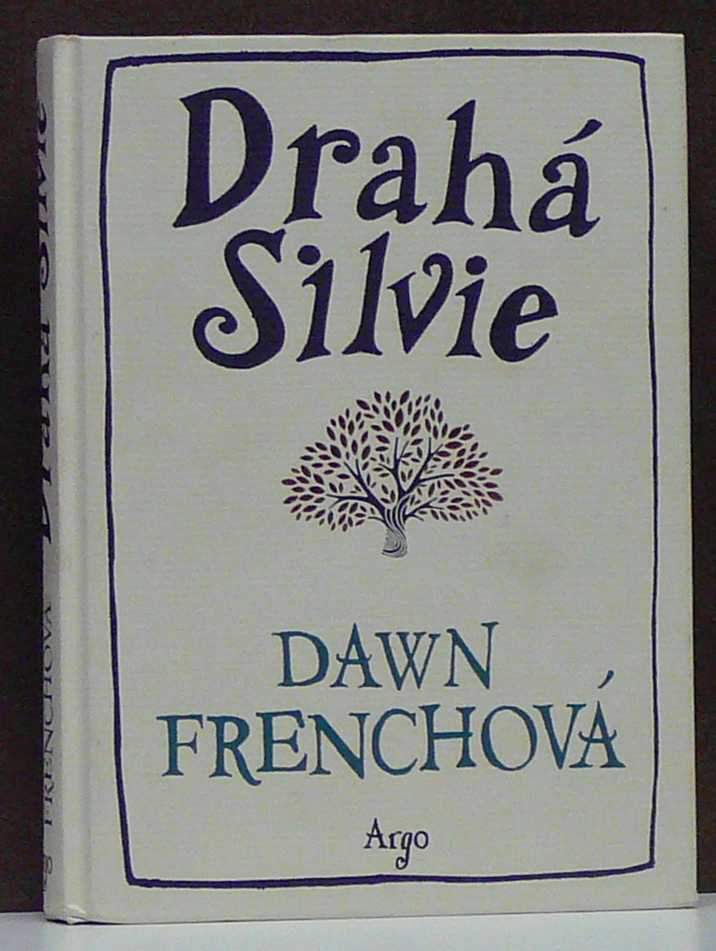 Drahá
Silvie
DAWN
FRENCHOVÁ
Argo
Drahá Silvie
FRENCHOVÁ